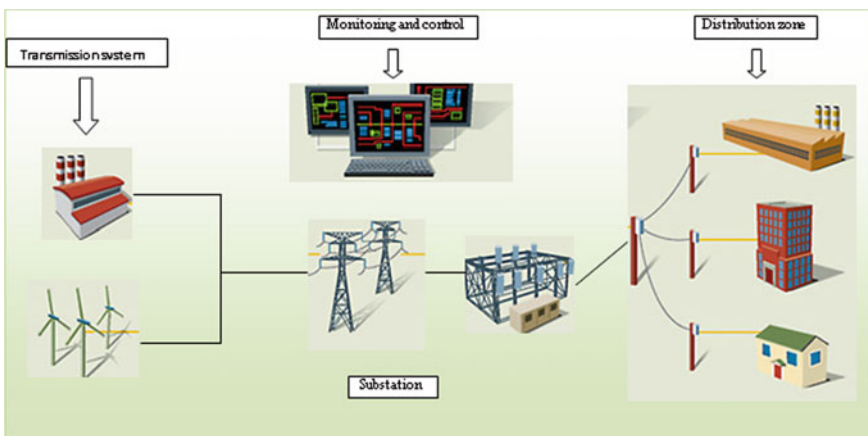 Transmission system
Monitoring and control
Distribution zone
Substation